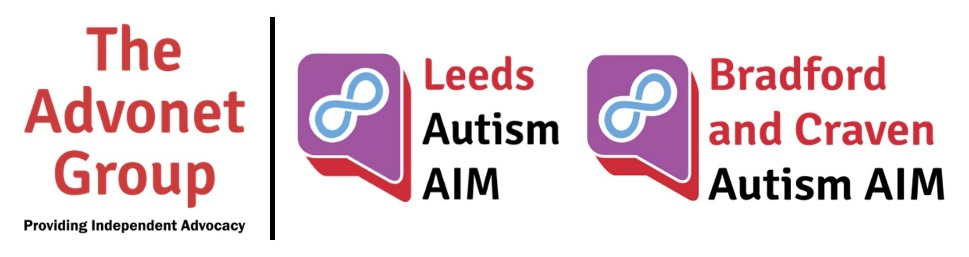 The
Advonet
Group
Providing Independent Advocacy
Leeds
Autism
AIM
Bradford
and Craven
Autism AIM